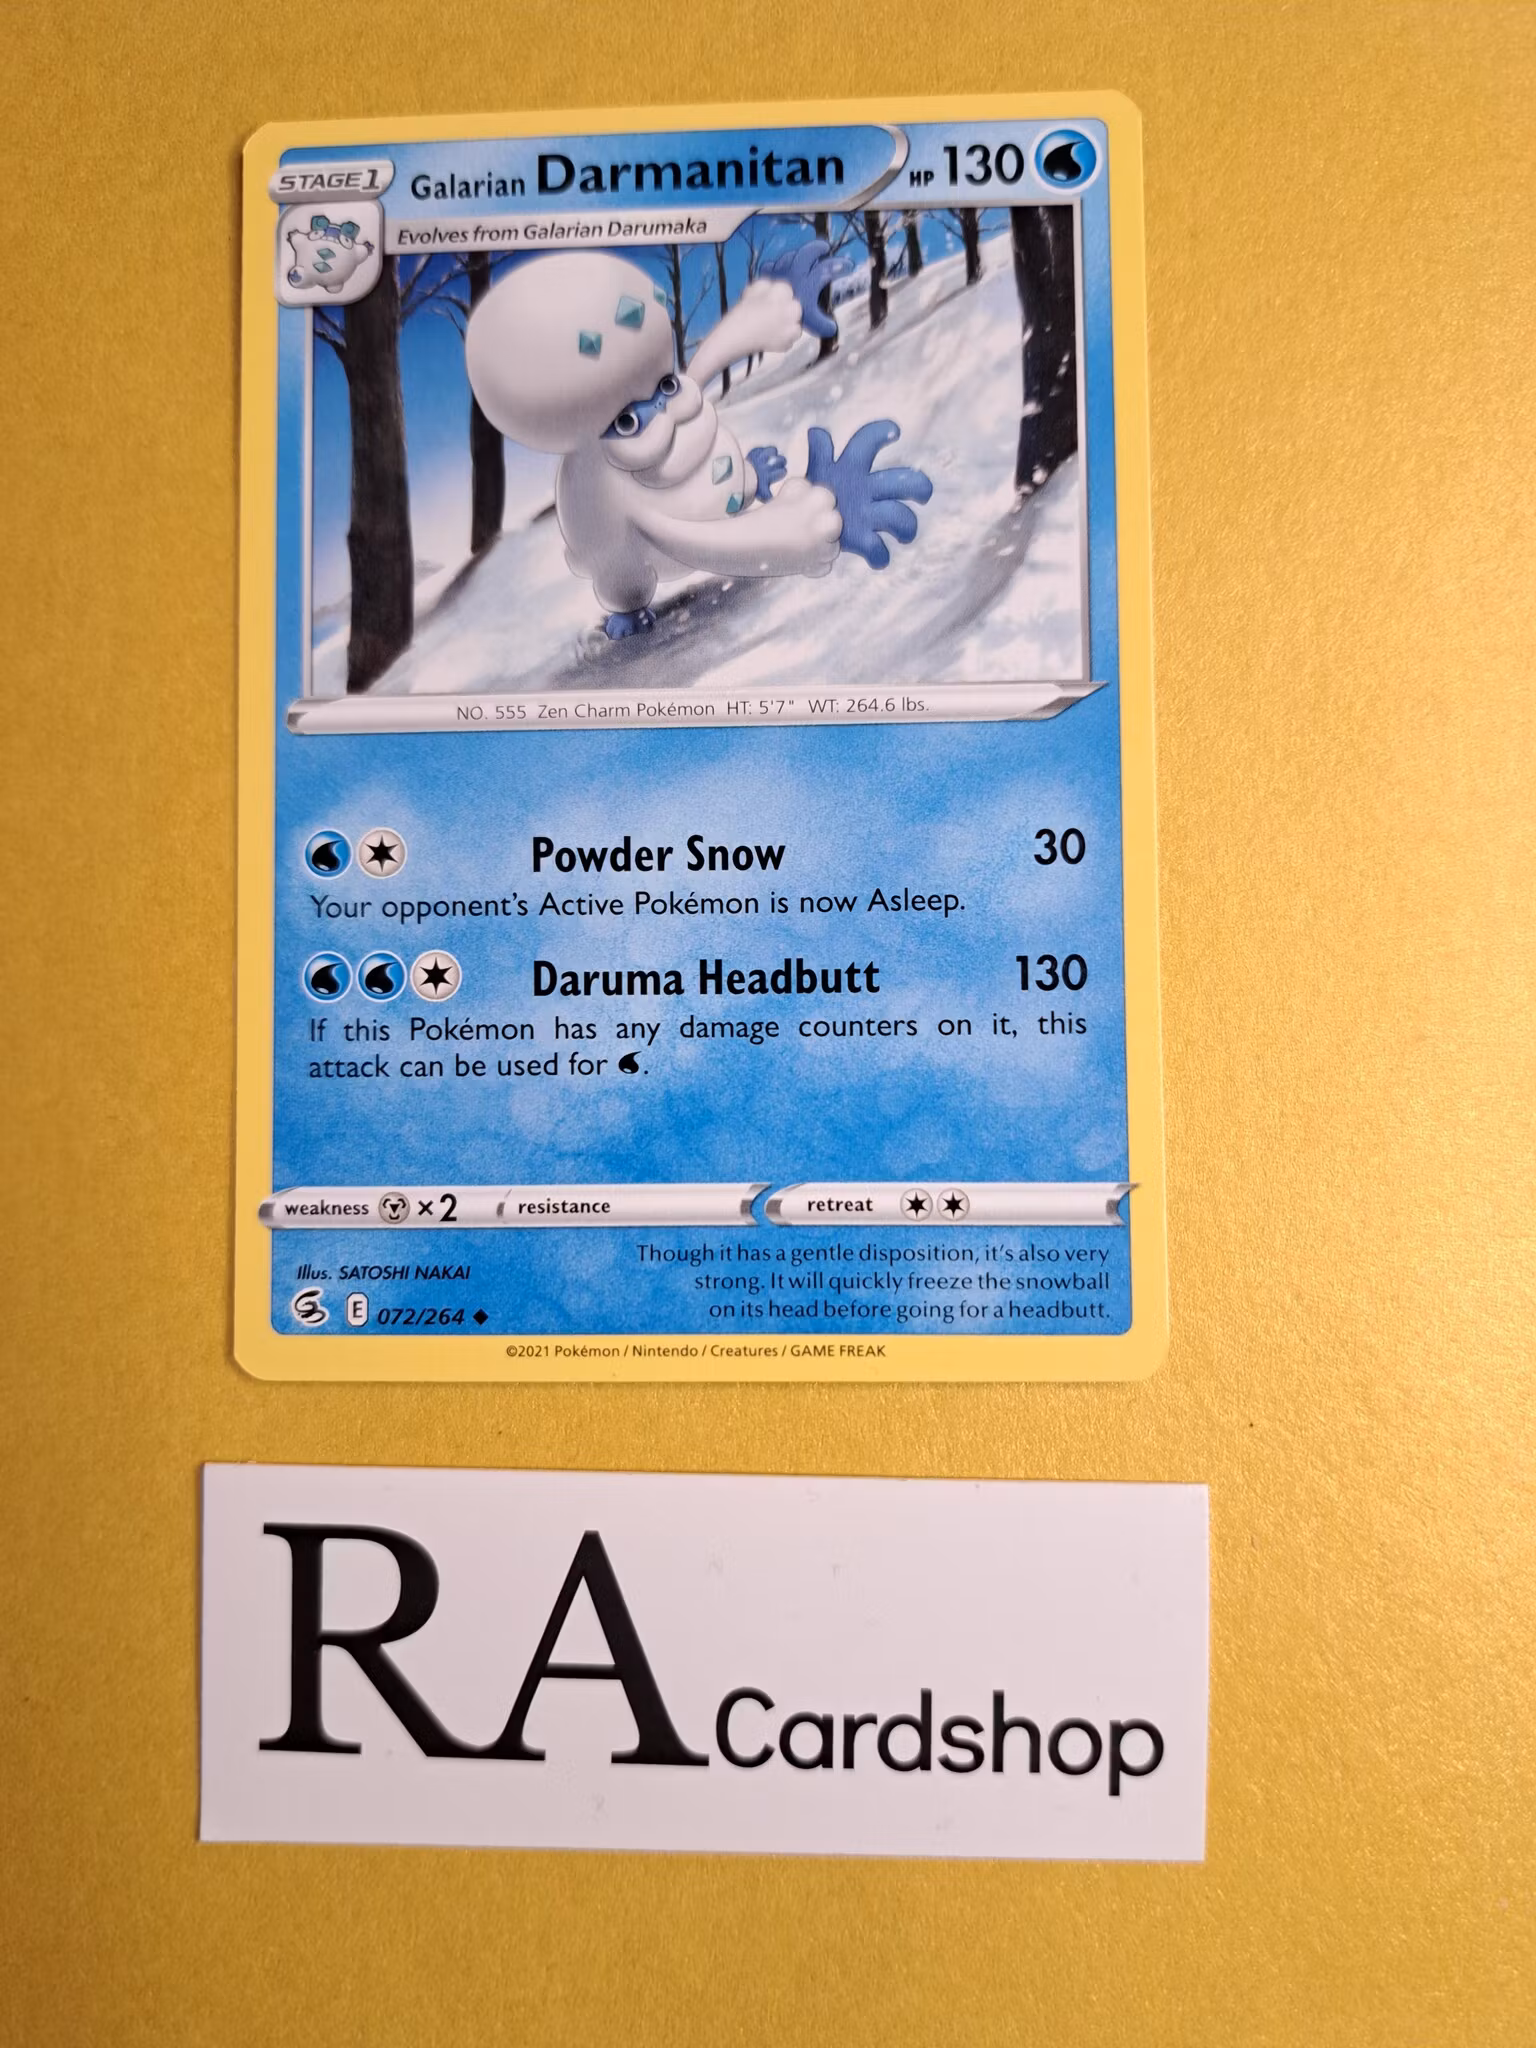 STAGE 1
Galarian Darmanitan
HP 130
Evolves from Galarian Darumaka
NO. 555 Zen Charm Pokémon HT: 5'7" WT: 264.6 lbs.
Powder Snow 30
Your opponent's Active Pokémon is now Asleep.
Daruma Headbutt 130
If this Pokémon has any damage counters on it, this
attack can be used for .
weakness ×2 resistance retreat
Though it has a gentle disposition, it's also very
strong. It will quickly freeze the snowball
on its head before going for a headbutt.
Illus. SATOSHI NAKAI
E 072/264
©2021 Pokémon / Nintendo / Creatures / GAME FREAK
RA Cardshop